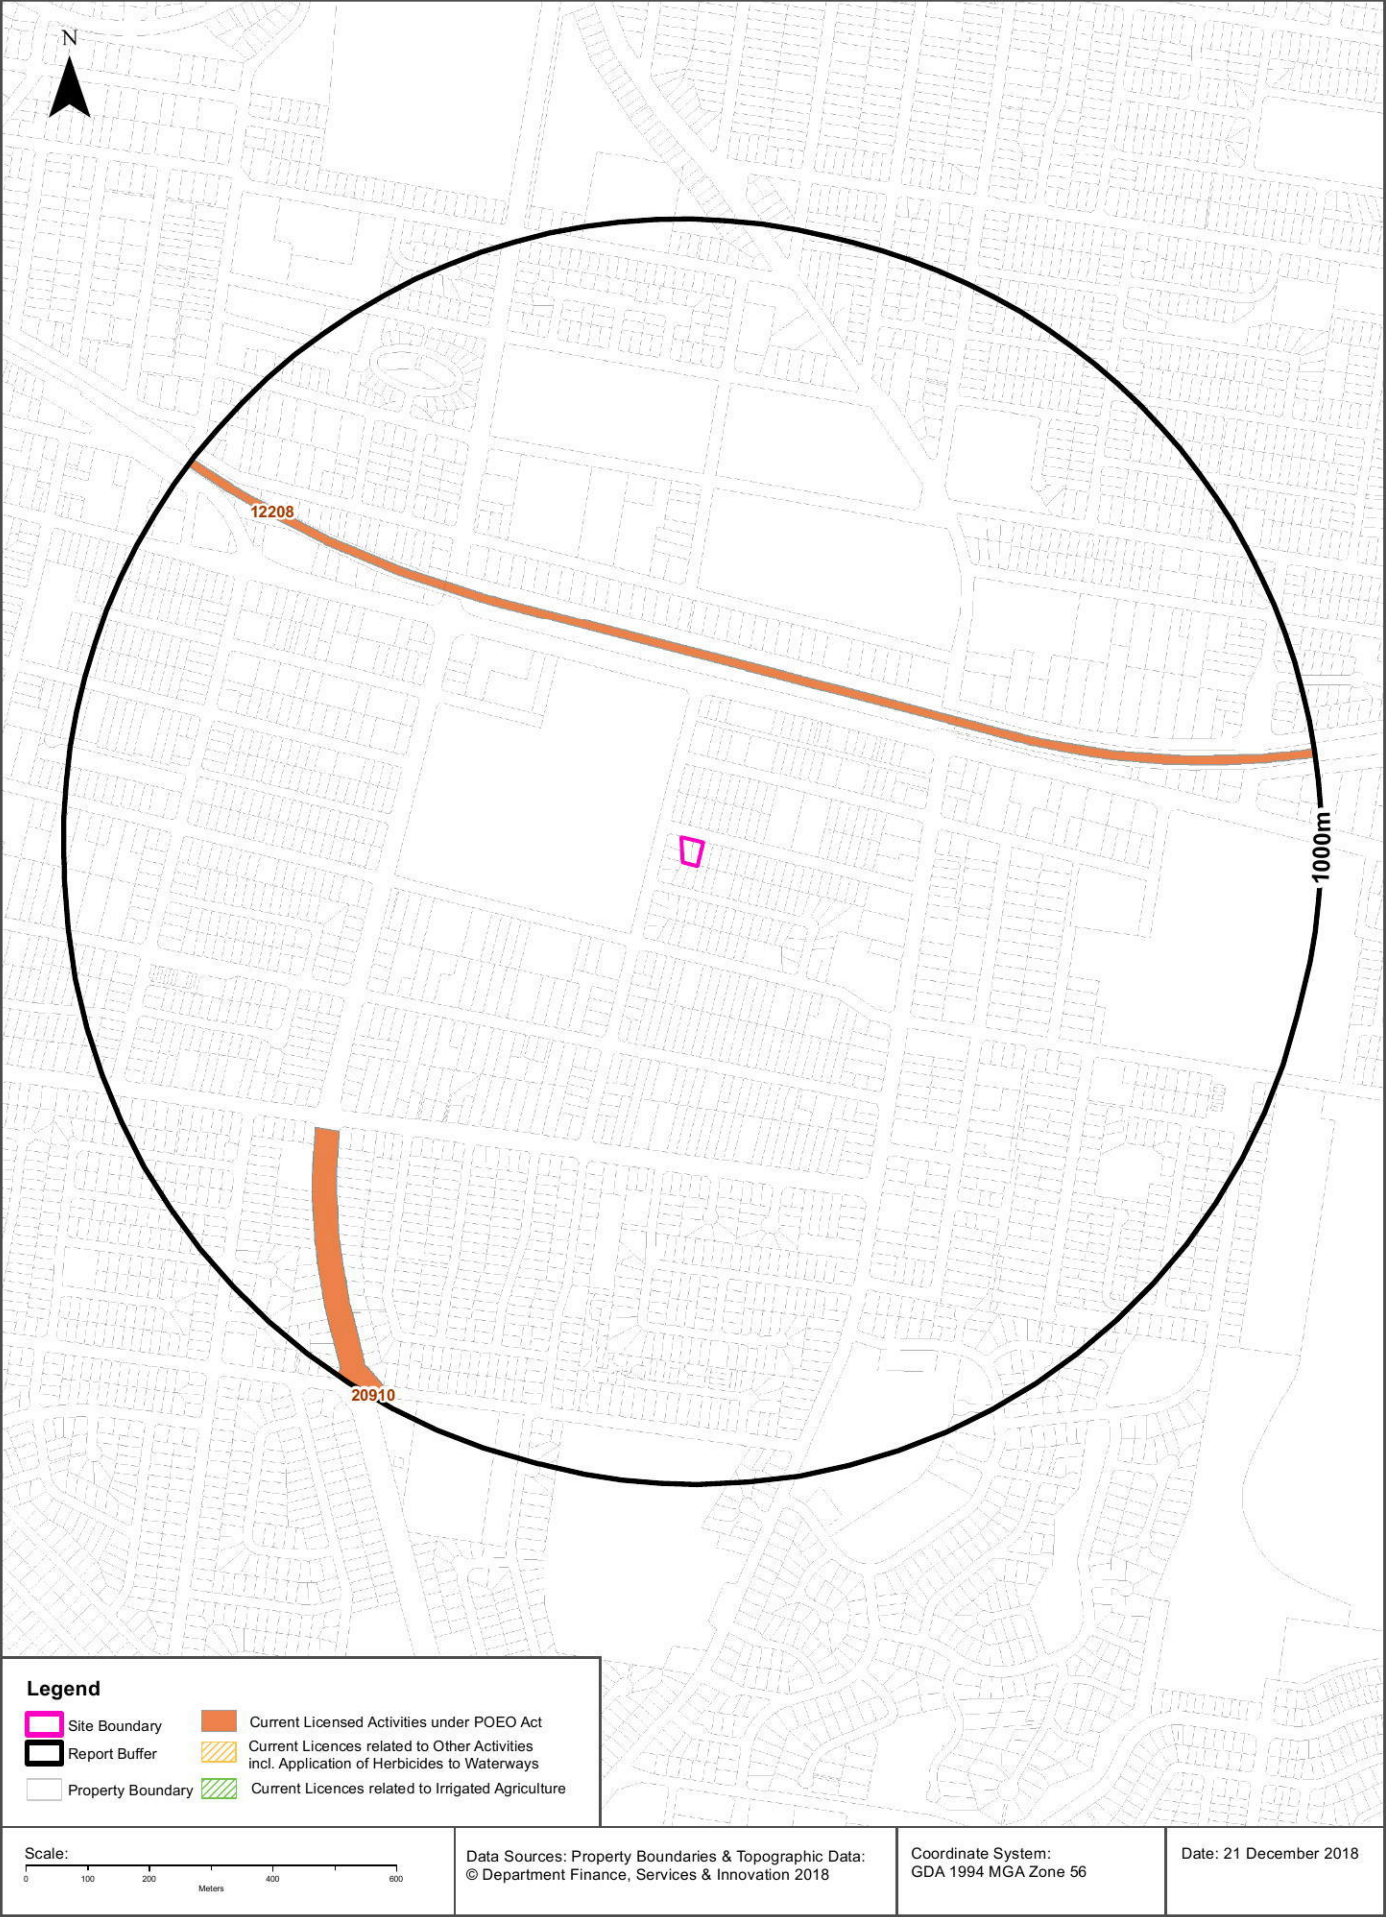 N
12208
1000m
20910
Legend
Site Boundary
Report Buffer
Property Boundary
Current Licensed Activities under POEO Act
Current Licences related to Other Activities
incl. Application of Herbicides to Waterways
Current Licences related to Irrigated Agriculture
Scale:
0 100 200 400 600
Meters
Data Sources: Property Boundaries & Topographic Data:
© Department Finance, Services & Innovation 2018
Coordinate System:
GDA 1994 MGA Zone 56
Date: 21 December 2018